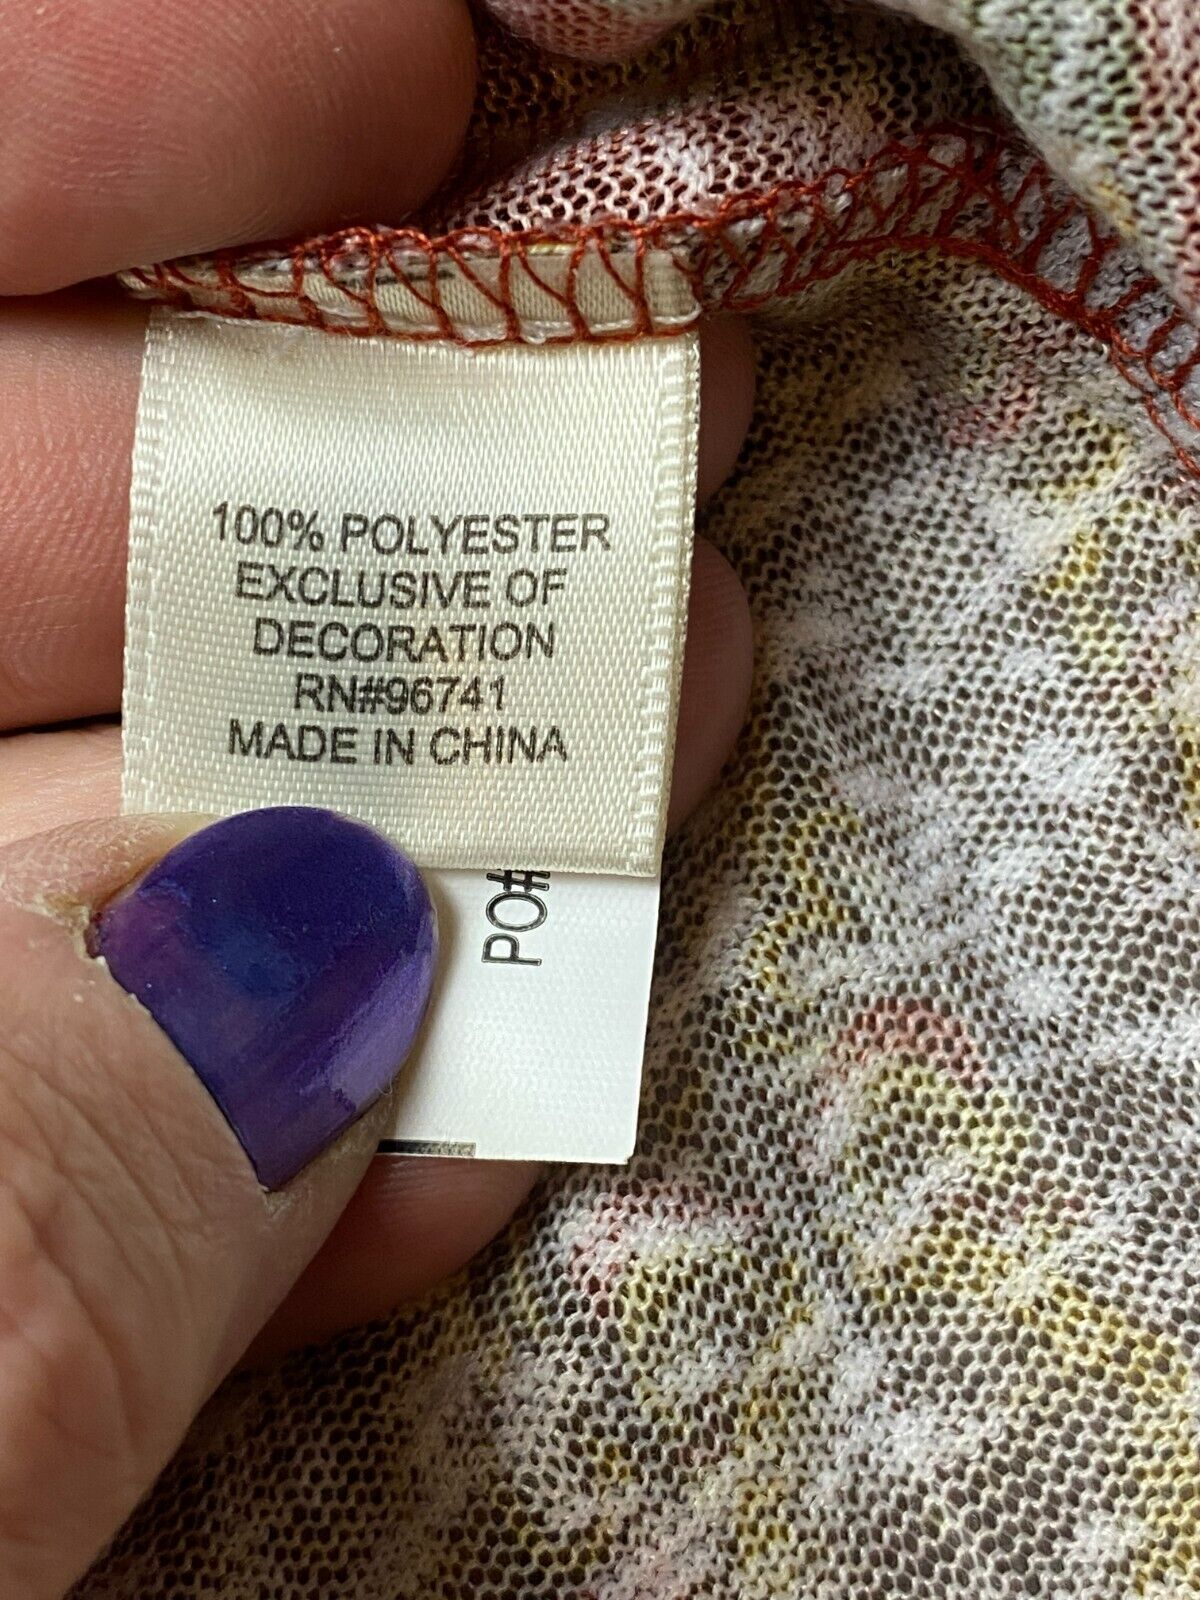 100% POLYESTER
EXCLUSIVE OF
DECORATION
RN#96741
MADE IN CHINA
PO#